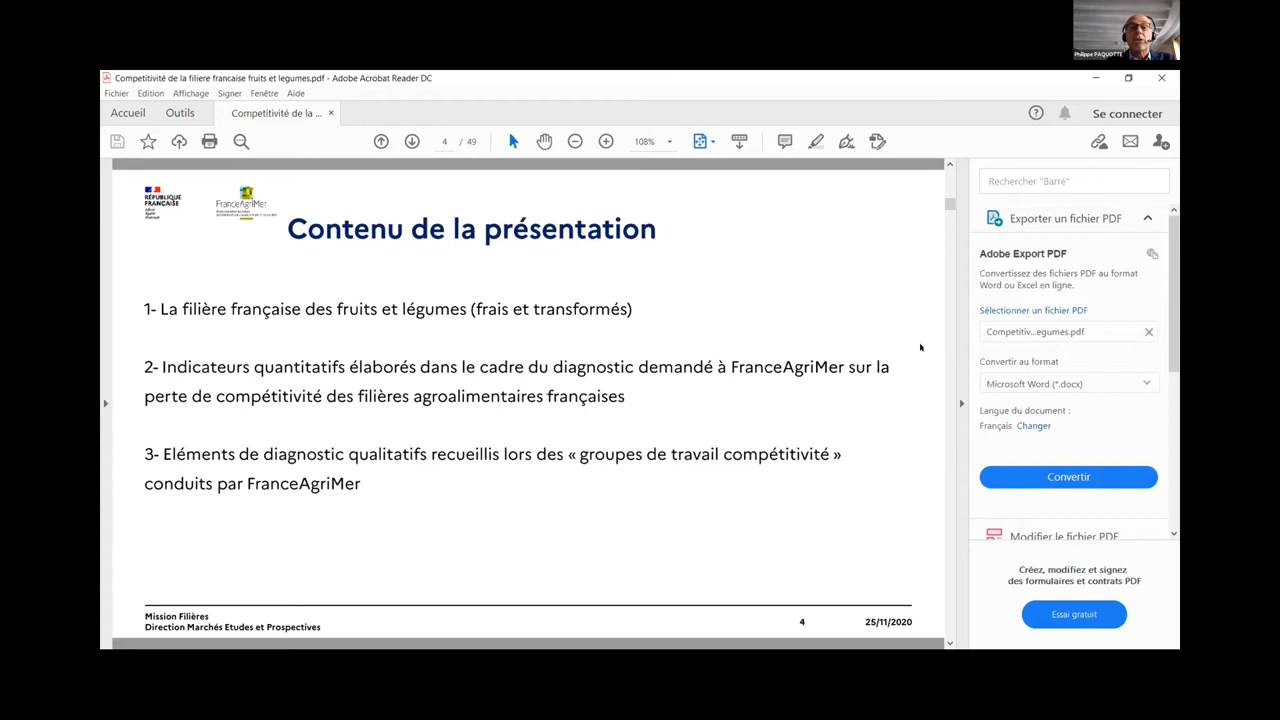 Philippe PAQUOTTE
Competitivité de la filiere francaise fruits et legumes.pdf - Adobe Acrobat Reader DC
Fichier Edition Affichage Signer Fenêtre Aide
Accueil Outils Competitivité de la ... × Se connecter
4 / 49 108%
RÉPUBLIQUE
FRANÇAISE
Liberté
Égalité
Fraternité
FranceAgriMer
Contenu de la présentation
1- La filière française des fruits et légumes (frais et transformés)
2- Indicateurs quantitatifs élaborés dans le cadre du diagnostic demandé à FranceAgriMer sur la
perte de compétitivité des filières agroalimentaires françaises
3- Eléments de diagnostic qualitatifs recueillis lors des « groupes de travail compétitivité »
conduits par FranceAgriMer
Mission Filières
Direction Marchés Etudes et Prospectives
4 25/11/2020
Rechercher "Barré"
Exporter un fichier PDF
Adobe Export PDF
Convertissez des fichiers PDF au format
Word ou Excel en ligne.
Sélectionner un fichier PDF
Competitiv...egumes.pdf
Convertir au format
Microsoft Word (*.docx)
Langue du document :
Français Changer
Convertir
Modifier le fichier PDF
Créez, modifiez et signez
des formulaires et contrats PDF
Essai gratuit